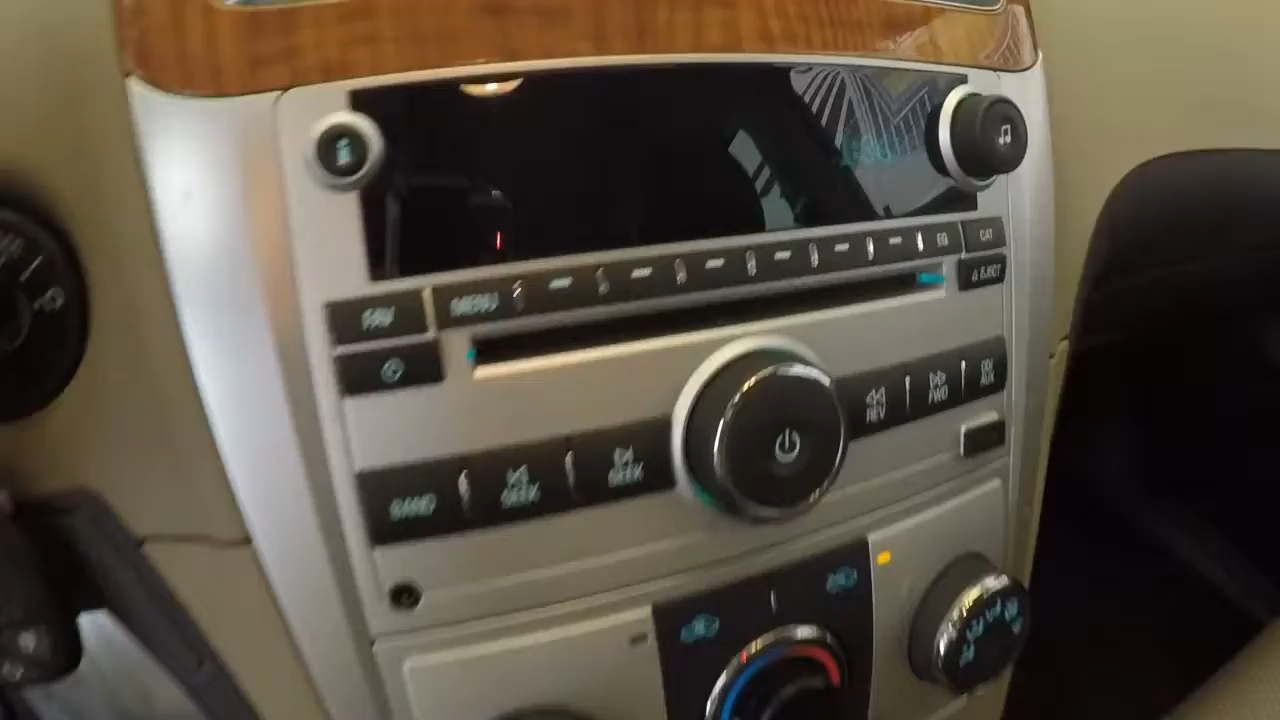 EQ
CAT
EJECT
FAV
MENU
BAND
SEEK
SEEK
REV
FWD
CD/
AUX